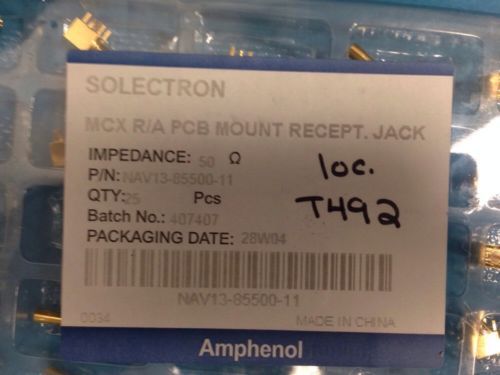 SOLECTRON
MCX R/A PCB MOUNT RECEPT. JACK
IMPEDANCE: 50 Ω
P/N: NAV13-85500-11
QTY: 25 Pcs
Batch No.: 407407
PACKAGING DATE: 28W04
loc.
T492
NAV13-85500-11
0034 MADE IN CHINA
Amphenol